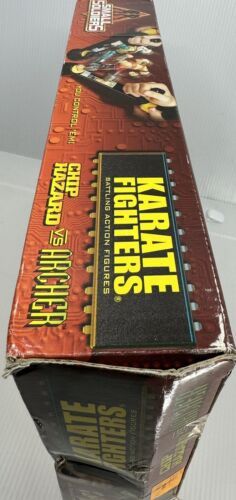 SMALL
SOLDIERS
YOU CONTROL 'EM!
CHIP
HAZARD VS ARCHER
KARATE
FIGHTERS®
BATTLING ACTION FIGURES
KARATE
FIGHTERS